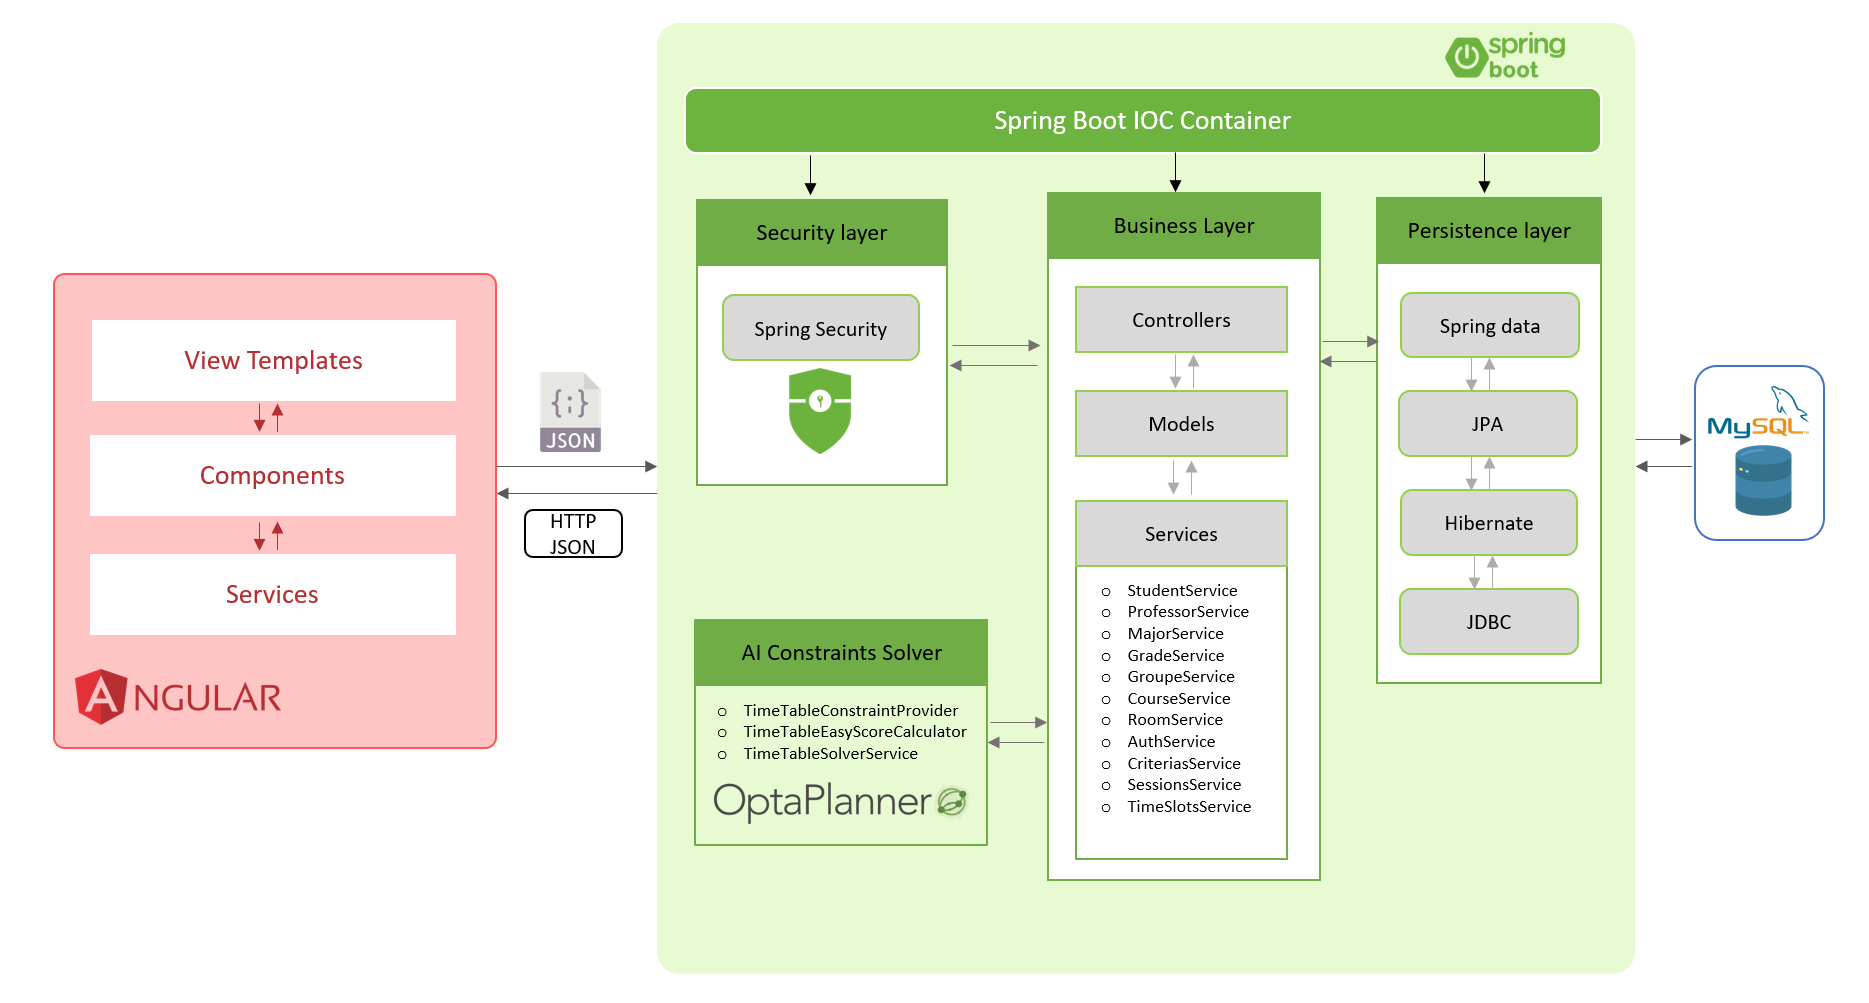 spring
boot
Spring Boot IOC Container
Security layer
Spring Security
Business Layer
Controllers
Models
Services
StudentService
ProfessorService
MajorService
GradeService
GroupeService
CourseService
RoomService
AuthService
CriteriasService
SessionsService
TimeSlotsService
Persistence layer
Spring data
JPA
Hibernate
JDBC
View Templates
Components
Services
A NGULAR
{;}
JSON
HTTP
JSON
AI Constraints Solver
TimeTableConstraintProvider
TimeTableEasyScoreCalculator
TimeTableSolverService
OptaPlanner
MySQL